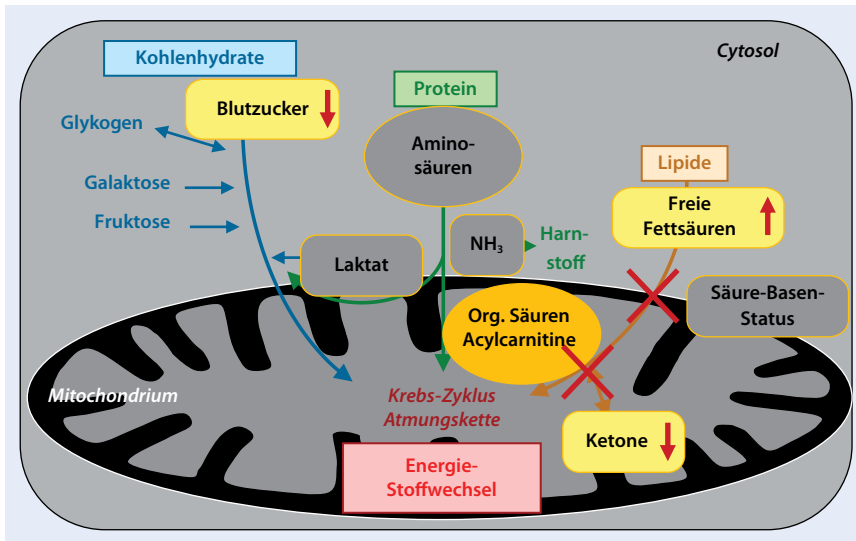 Cytosol
Kohlenhydrate
Blutzucker
Glykogen
Galaktose
Fruktose
Protein
Amino-
säuren
Laktat
NH₃
Harn-
stoff
Lipide
Freie
Fettsäuren
Säure-Basen-
Status
Org. Säuren
Acylcarnitine
Mitochondrium
Krebs-Zyklus
Atmungskette
Ketone
Energie-
Stoffwechsel